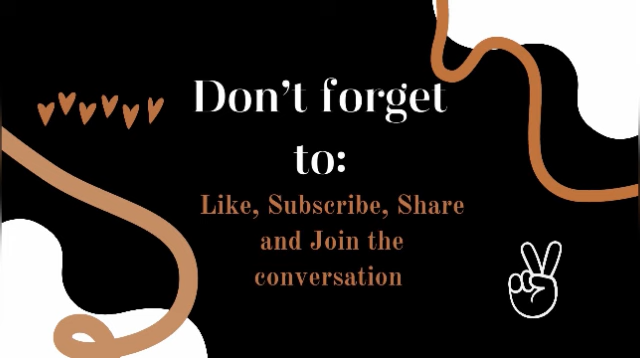 Don't forget
to:
Like, Subscribe, Share
and Join the
conversation